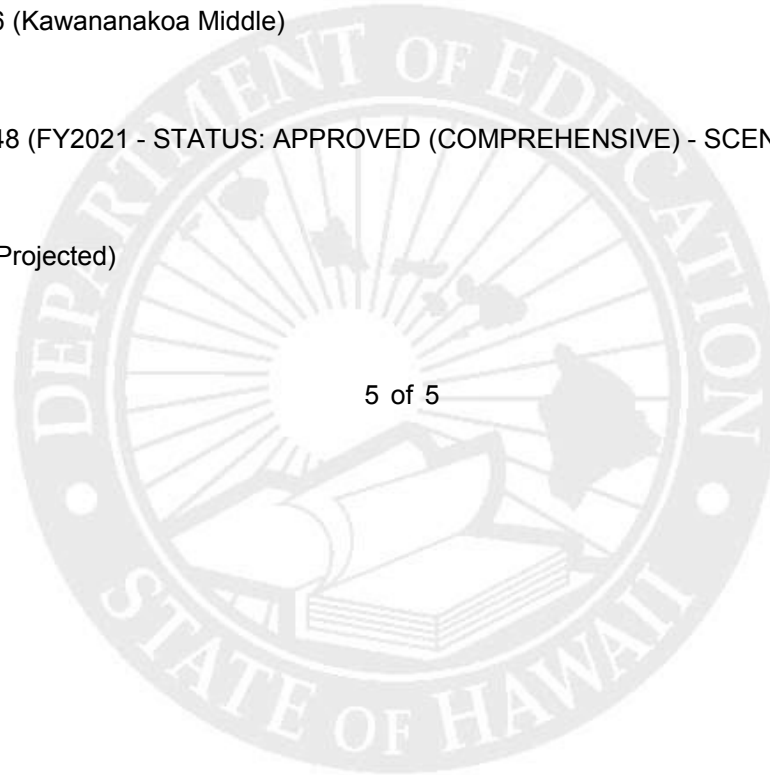 6 (Kawananakoa Middle)
48 (FY2021 - STATUS: APPROVED (COMPREHENSIVE) - SCEN
Projected)
5 of 5
DEPARTMENT OF EDUCATION
STATE OF HAWAII